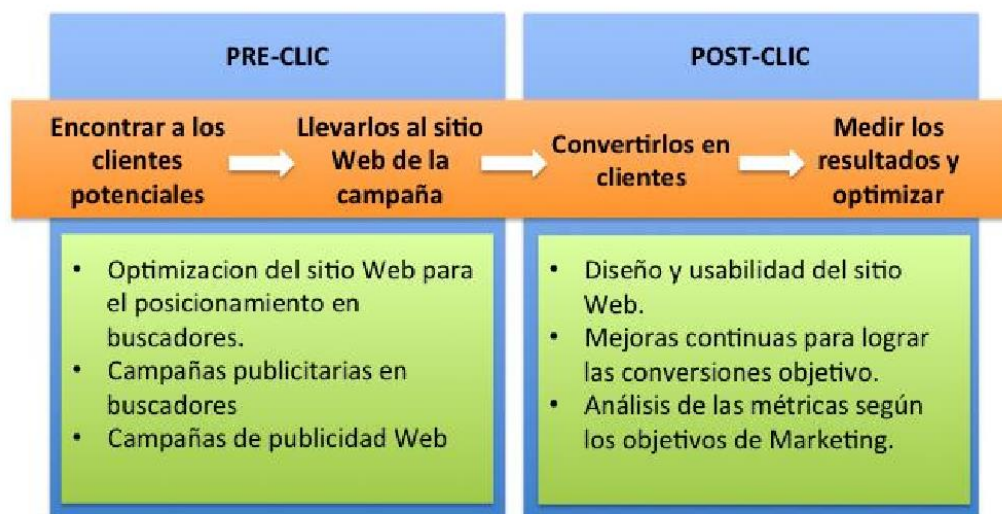 PRE-CLIC
POST-CLIC
Encontrar a los
clientes
potenciales
Llevarlos al sitio
Web de la
campaña
Convertirlos en
clientes
Medir los
resultados y
optimizar
• Optimizacion del sitio Web para
el posicionamiento en
buscadores.
• Campañas publicitarias en
buscadores
• Campañas de publicidad Web
• Diseño y usabilidad del sitio
Web.
• Mejoras continuas para lograr
las conversiones objetivo.
• Análisis de las métricas según
los objetivos de Marketing.